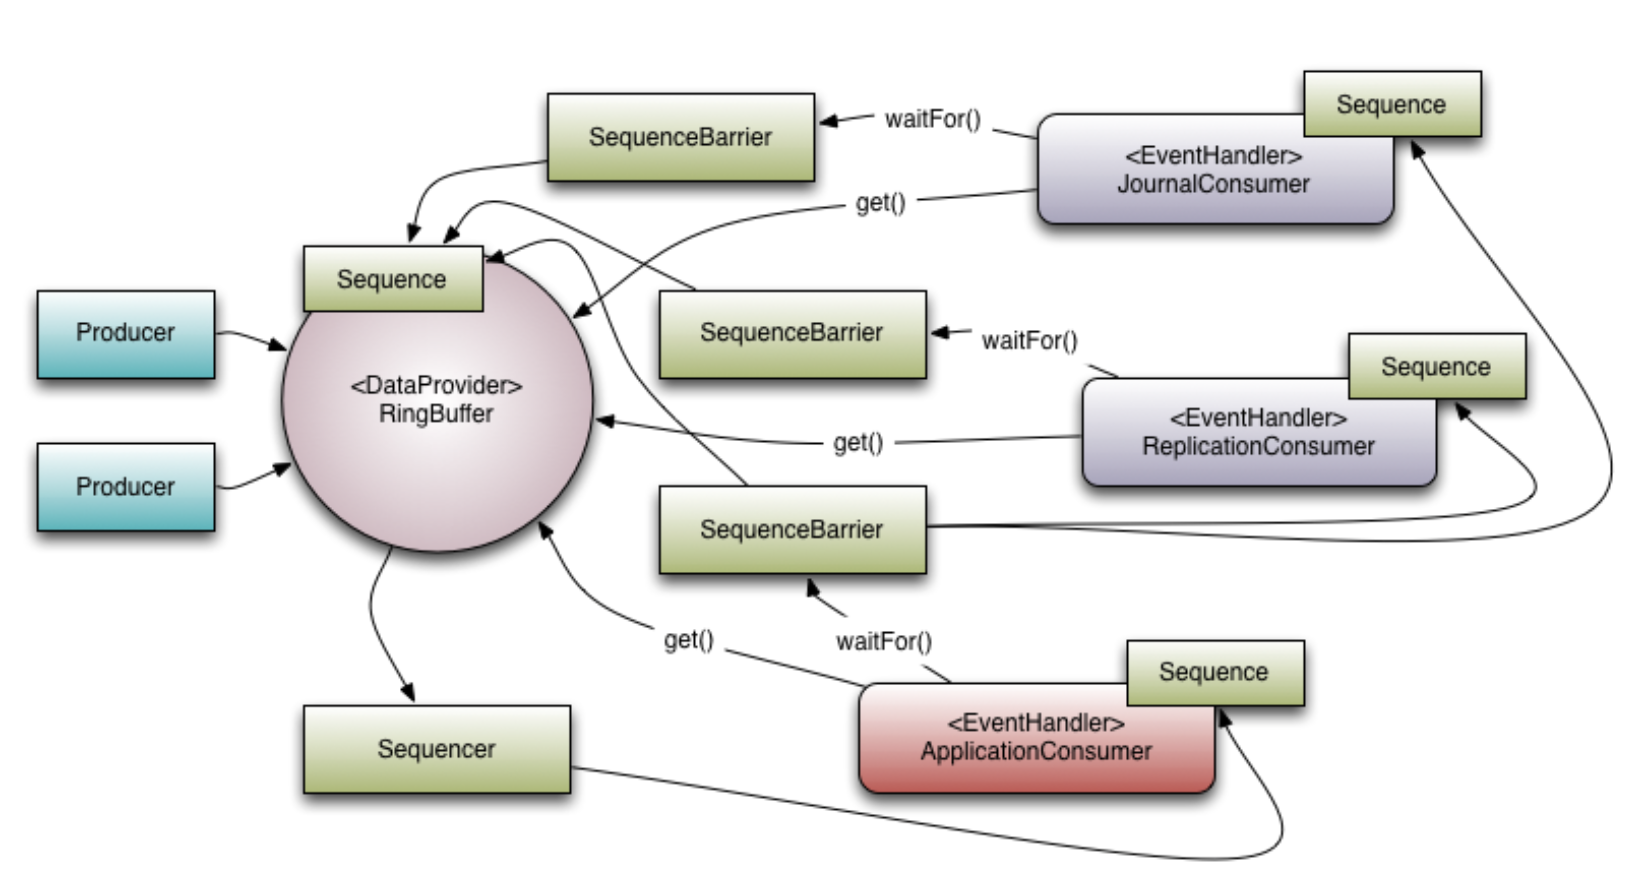 Sequence
SequenceBarrier
waitFor()
<EventHandler>
JournalConsumer
get()
Sequence
Producer
SequenceBarrier
waitFor()
Sequence
<DataProvider>
RingBuffer
<EventHandler>
ReplicationConsumer
get()
Producer
SequenceBarrier
get()
waitFor()
Sequence
<EventHandler>
ApplicationConsumer
Sequencer